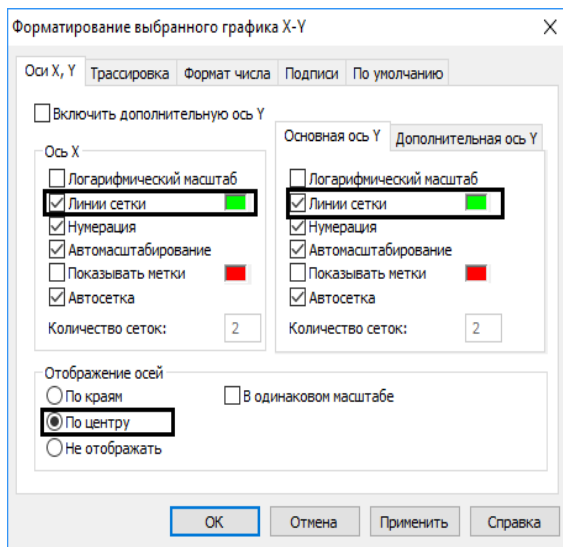 Форматирование выбранного графика X-Y
Оси X, Y Трассировка Формат числа Подписи По умолчанию
Включить дополнительную ось Y
Ось X
Логарифмический масштаб
Линии сетки
Нумерация
Автомасштабирование
Показывать метки
Автосетка
Количество сеток: 2
Основная ось Y Дополнительная ось Y
Логарифмический масштаб
Линии сетки
Нумерация
Автомасштабирование
Показывать метки
Автосетка
Количество сеток: 2
Отображение осей
По краям
В одинаковом масштабе
По центру
Не отображать
ОК Отмена Применить Справка